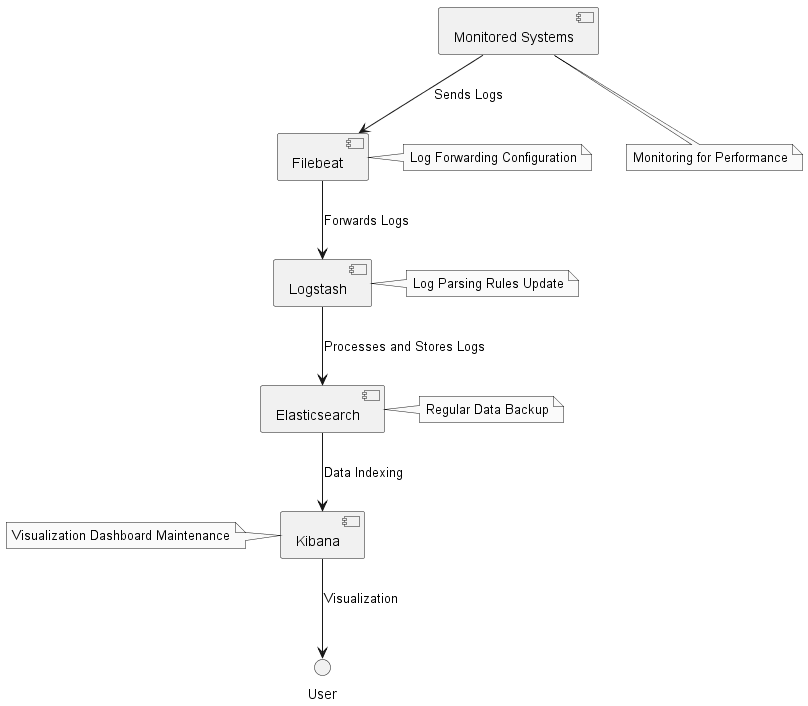 Monitored Systems
Sends Logs
Filebeat
Log Forwarding Configuration
Monitoring for Performance
Forwards Logs
Logstash
Log Parsing Rules Update
Processes and Stores Logs
Elasticsearch
Regular Data Backup
Data Indexing
Visualization Dashboard Maintenance
Kibana
Visualization
User